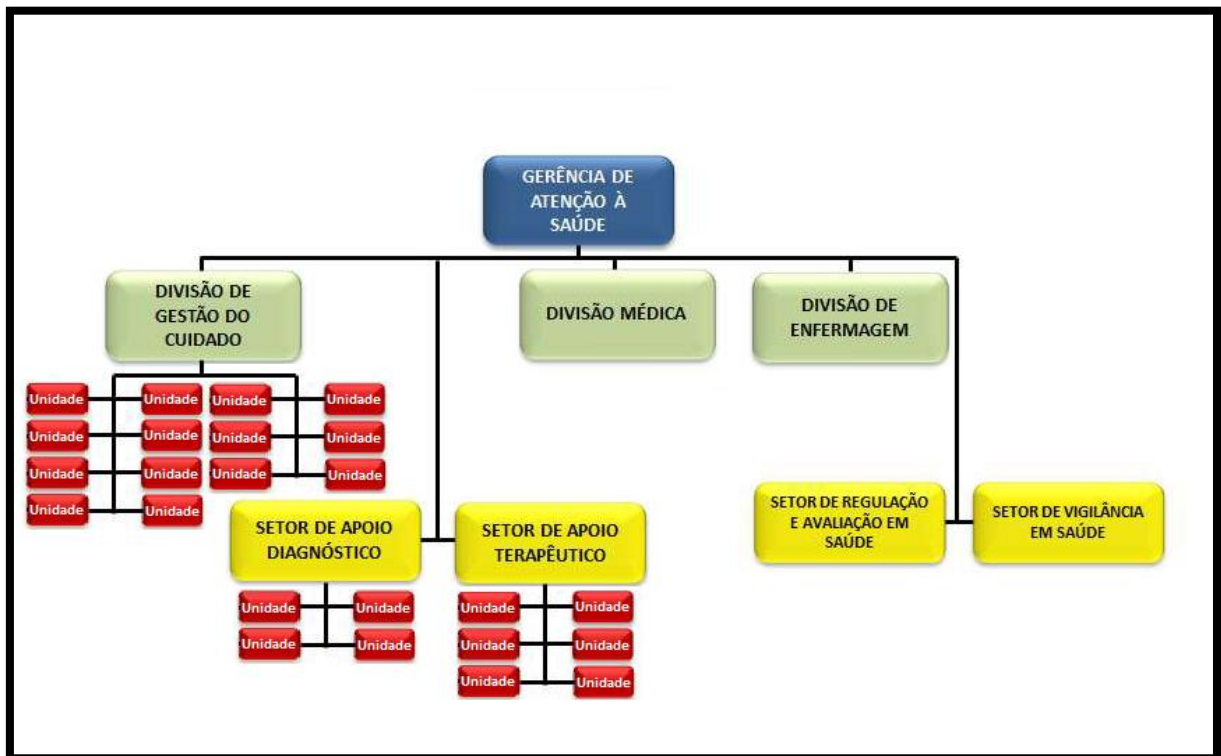 GERÊNCIA DE
ATENÇÃO À
SAÚDE
DIVISÃO DE
GESTÃO DO
CUIDADO
DIVISÃO MÉDICA
DIVISÃO DE
ENFERMAGEM
Unidade Unidade Unidade Unidade
Unidade Unidade Unidade Unidade
Unidade Unidade Unidade Unidade
Unidade Unidade
SETOR DE APOIO
DIAGNÓSTICO
SETOR DE APOIO
TERAPÊUTICO
SETOR DE REGULAÇÃO
E AVALIAÇÃO EM
SAÚDE
SETOR DE VIGILÂNCIA
EM SAÚDE
Unidade Unidade
Unidade Unidade
Unidade Unidade
Unidade Unidade
Unidade Unidade